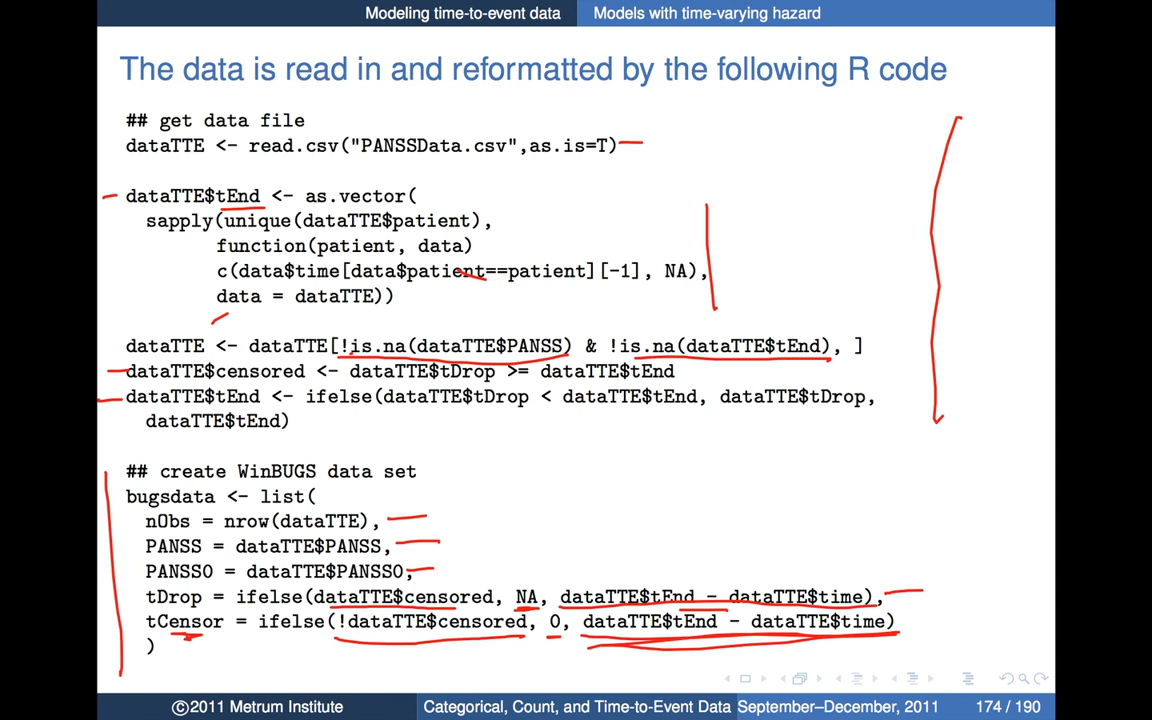 Modeling time-to-event data Models with time-varying hazard
The data is read in and reformatted by the following R code
## get data file
dataTTE <- read.csv("PANSSData.csv",as.is=T)
dataTTE$tEnd <- as.vector(
sapply(unique(dataTTE$patient),
function(patient, data)
c(data$time[data$patient==patient][-1], NA),
data = dataTTE))
dataTTE <- dataTTE[!is.na(dataTTE$PANSS) & !is.na(dataTTE$tEnd), ]
dataTTE$censored <- dataTTE$tDrop >= dataTTE$tEnd
dataTTE$tEnd <- ifelse(dataTTE$tDrop < dataTTE$tEnd, dataTTE$tDrop,
dataTTE$tEnd)
## create WinBUGS data set
bugsdata <- list(
nObs = nrow(dataTTE),
PANSS = dataTTE$PANSS,
PANSS0 = dataTTE$PANSS0,
tDrop = ifelse(dataTTE$censored, NA, dataTTE$tEnd - dataTTE$time),
tCensor = ifelse(!dataTTE$censored, 0, dataTTE$tEnd - dataTTE$time)
)
©2011 Metrum Institute Categorical, Count, and Time-to-Event Data September–December, 2011 174 / 190